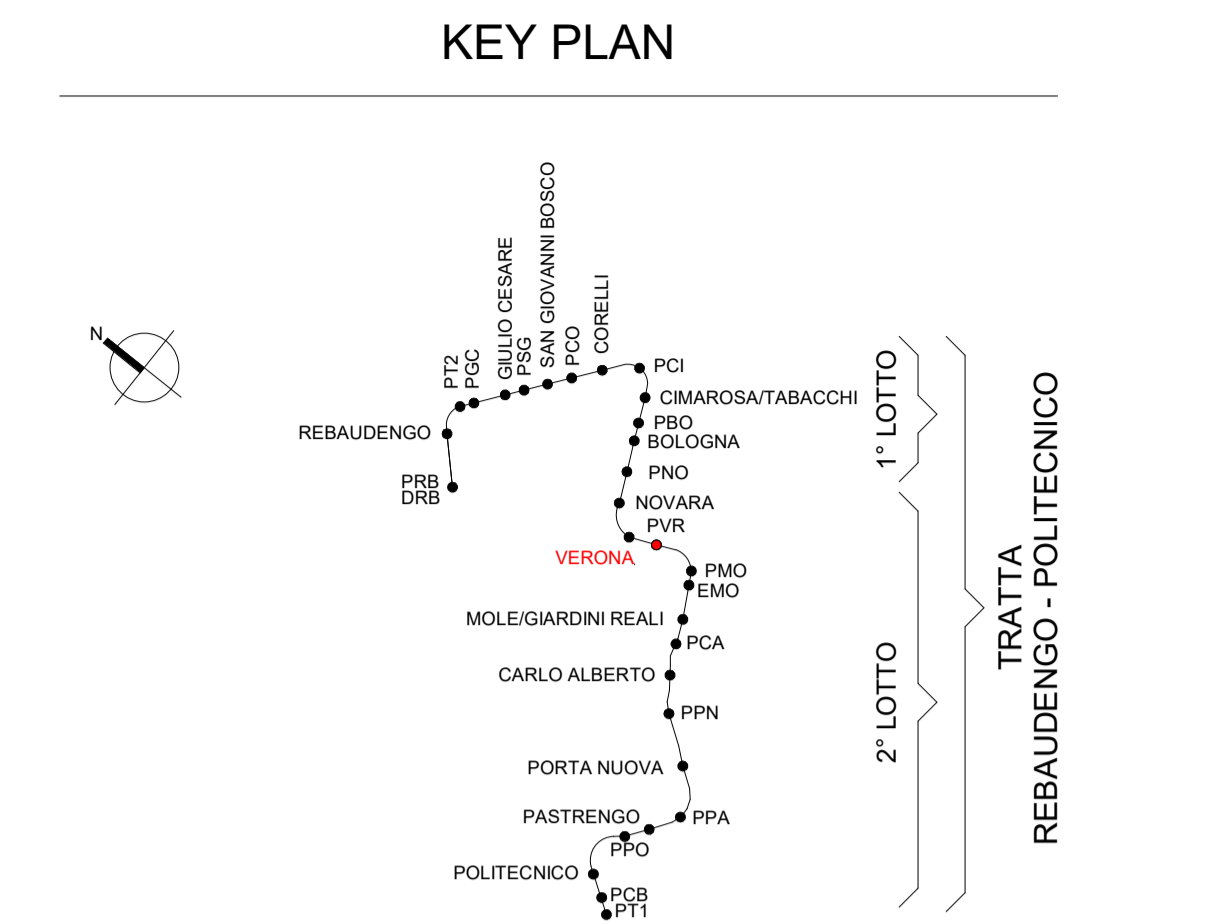 KEY PLAN
N
PT2
PGC
GIULIO CESARE
PSG
SAN GIOVANNI BOSCO
PCO
CORELLI
PCI
CIMAROSA/TABACCHI
REBAUDENGO
PBO
BOLOGNA
PRB
DRB
PNO
NOVARA
PVR
VERONA
PMO
EMO
MOLE/GIARDINI REALI
PCA
CARLO ALBERTO
PPN
PORTA NUOVA
PASTRENGO
PPA
PPO
POLITECNICO
PCB
PT1
1° LOTTO
2° LOTTO
TRATTA
REBAUDENGO - POLITECNICO